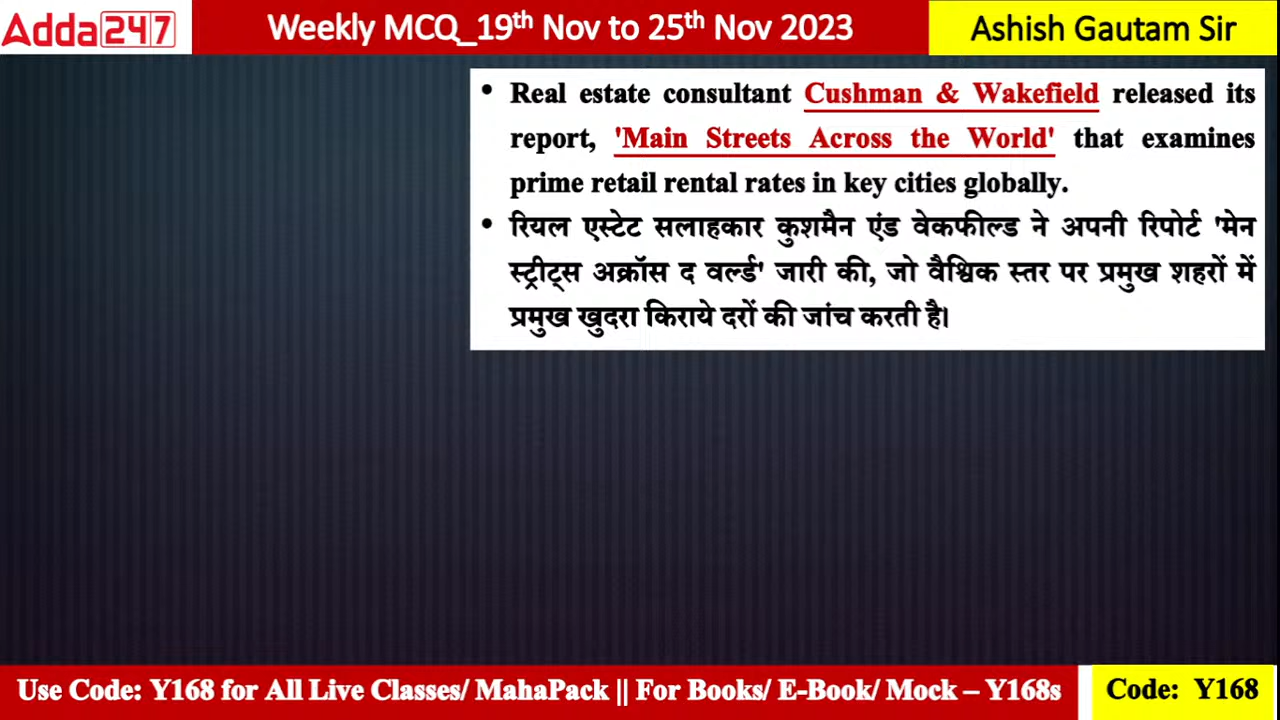 Adda247
Weekly MCQ_19th Nov to 25th Nov 2023
Ashish Gautam Sir
• Real estate consultant Cushman & Wakefield released its
report, 'Main Streets Across the World' that examines
prime retail rental rates in key cities globally.
• रियल एस्टेट सलाहकार कुशमैन एंड वेकफील्ड ने अपनी रिपोर्ट 'मेन
स्ट्रीट्स अक्रॉस द वर्ल्ड' जारी की, जो वैश्विक स्तर पर प्रमुख शहरों में
प्रमुख खुदरा किराये दरों की जांच करती है।
Use Code: Y168 for All Live Classes/ MahaPack || For Books/ E-Book/ Mock – Y168s
Code: Y168